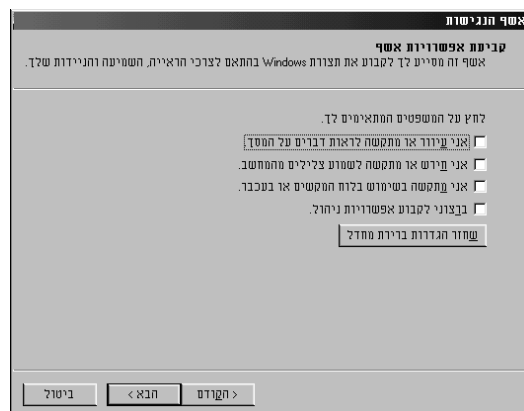 אשף הנגישות
קביעת אפשרויות אשף
אשף זה מסייע לך לקבוע את תצורת Windows בהתאם לצרכי הראייה, השמיעה והניידות שלך.
לחץ על המשפטים המתאימים לך.
אני עיוור או מתקשה לראות דברים על המסך.
אני חירש או מתקשה לשמוע צלילים מהמחשב.
אני מתקשה בשימוש בלוח המקשים או בעכבר.
ברצוני לקבוע אפשרויות ניהול.
שחזר הגדרות ברירת מחדל
< הקודם
הבא >
ביטול